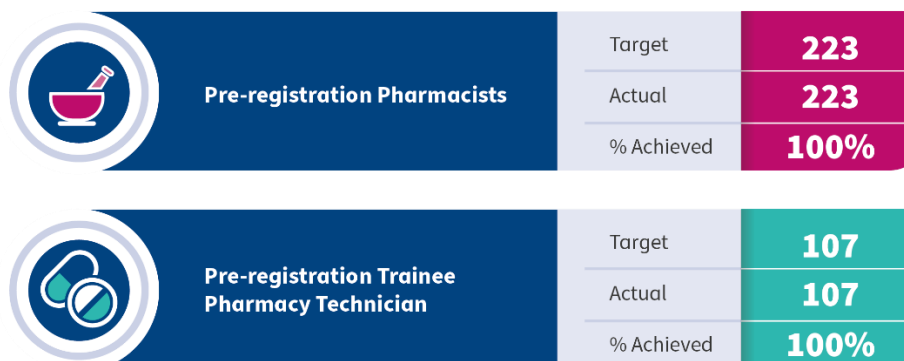 Pre-registration Pharmacists
Target 223
Actual 223
% Achieved 100%
Pre-registration Trainee
Pharmacy Technician
Target 107
Actual 107
% Achieved 100%